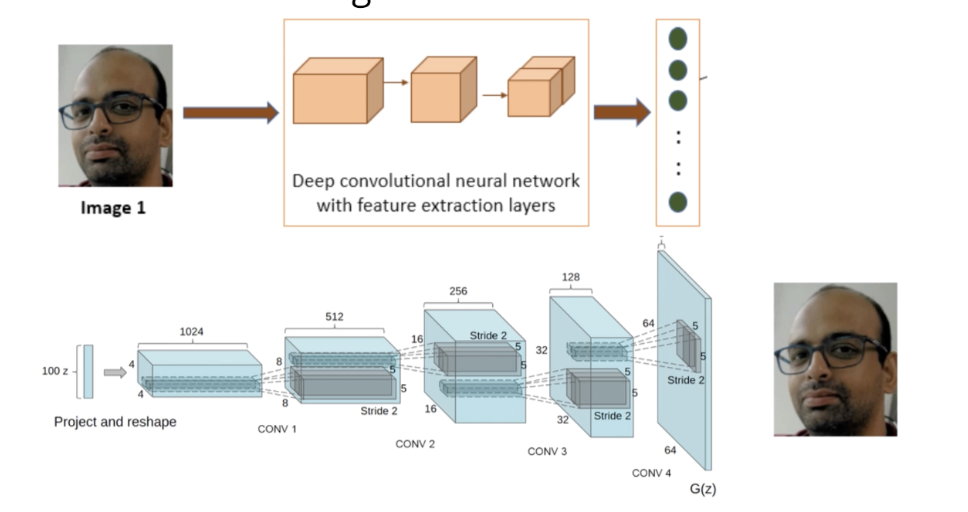 Image 1
Deep convolutional neural network
with feature extraction layers
100 z
Project and reshape
1024
4
4
CONV 1
512
8
8
5
5
Stride 2
CONV 2
256
16
16
Stride 2
5
5
CONV 3
128
32
32
5
5
Stride 2
CONV 4
64
64
5
5
Stride 2
G(z)